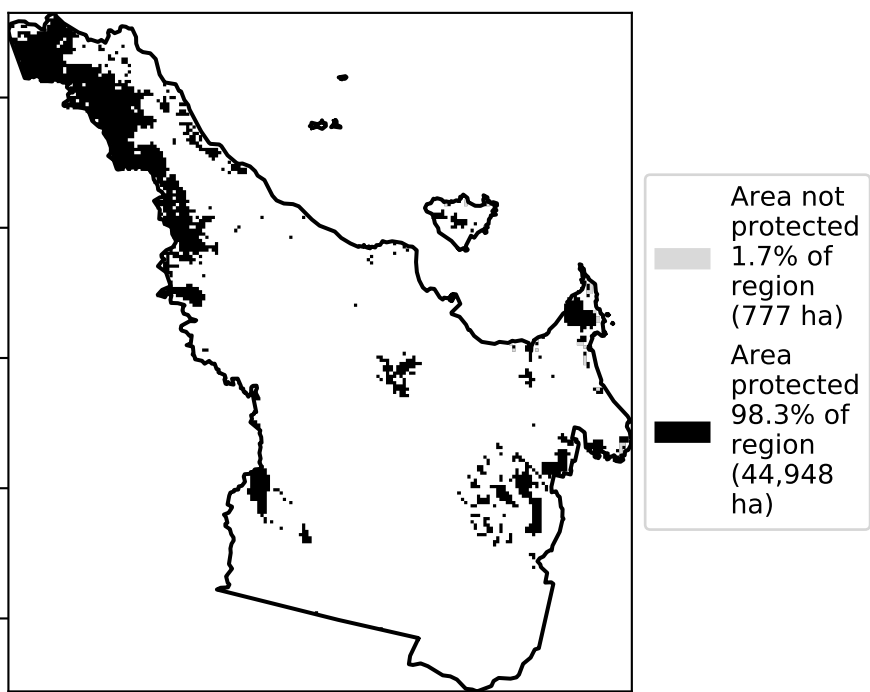 Area not
protected
1.7% of
region
(777 ha)
Area
protected
98.3% of
region
(44,948
ha)